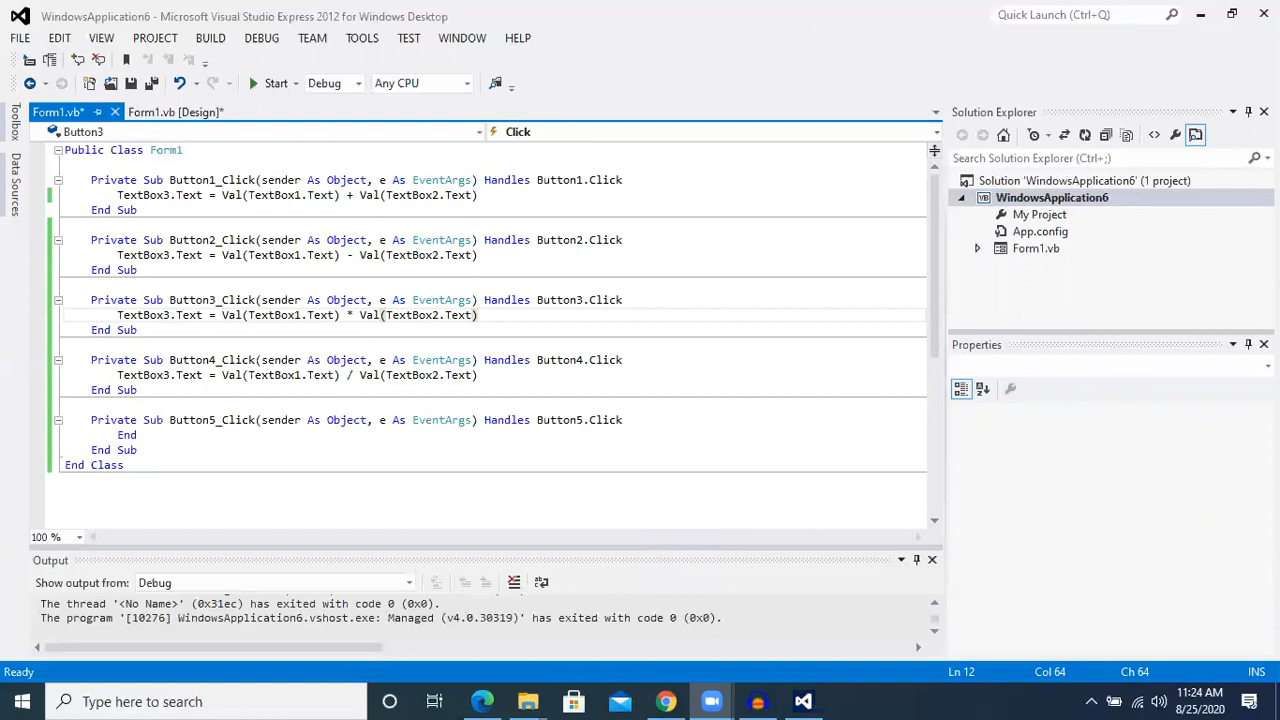 WindowsApplication6 - Microsoft Visual Studio Express 2012 for Windows Desktop
Quick Launch (Ctrl+Q)
FILE EDIT VIEW PROJECT BUILD DEBUG TEAM TOOLS TEST WINDOW HELP
Start Debug Any CPU
Toolbox
Data Sources
Form1.vb* Form1.vb [Design]*
Button3 Click
Public Class Form1
Private Sub Button1_Click(sender As Object, e As EventArgs) Handles Button1.Click
TextBox3.Text = Val(TextBox1.Text) + Val(TextBox2.Text)
End Sub
Private Sub Button2_Click(sender As Object, e As EventArgs) Handles Button2.Click
TextBox3.Text = Val(TextBox1.Text) - Val(TextBox2.Text)
End Sub
Private Sub Button3_Click(sender As Object, e As EventArgs) Handles Button3.Click
TextBox3.Text = Val(TextBox1.Text) * Val(TextBox2.Text)
End Sub
Private Sub Button4_Click(sender As Object, e As EventArgs) Handles Button4.Click
TextBox3.Text = Val(TextBox1.Text) / Val(TextBox2.Text)
End Sub
Private Sub Button5_Click(sender As Object, e As EventArgs) Handles Button5.Click
End
End Sub
End Class
100 %
Output
Show output from: Debug
The thread '<No Name>' (0x31ec) has exited with code 0 (0x0).
The program '[10276] WindowsApplication6.vshost.exe: Managed (v4.0.30319)' has exited with code 0 (0x0).
Solution Explorer
Search Solution Explorer (Ctrl+;)
Solution 'WindowsApplication6' (1 project)
WindowsApplication6
My Project
App.config
Form1.vb
Properties
Ready Ln 12 Col 64 Ch 64 INS
Type here to search
11:24 AM
8/25/2020